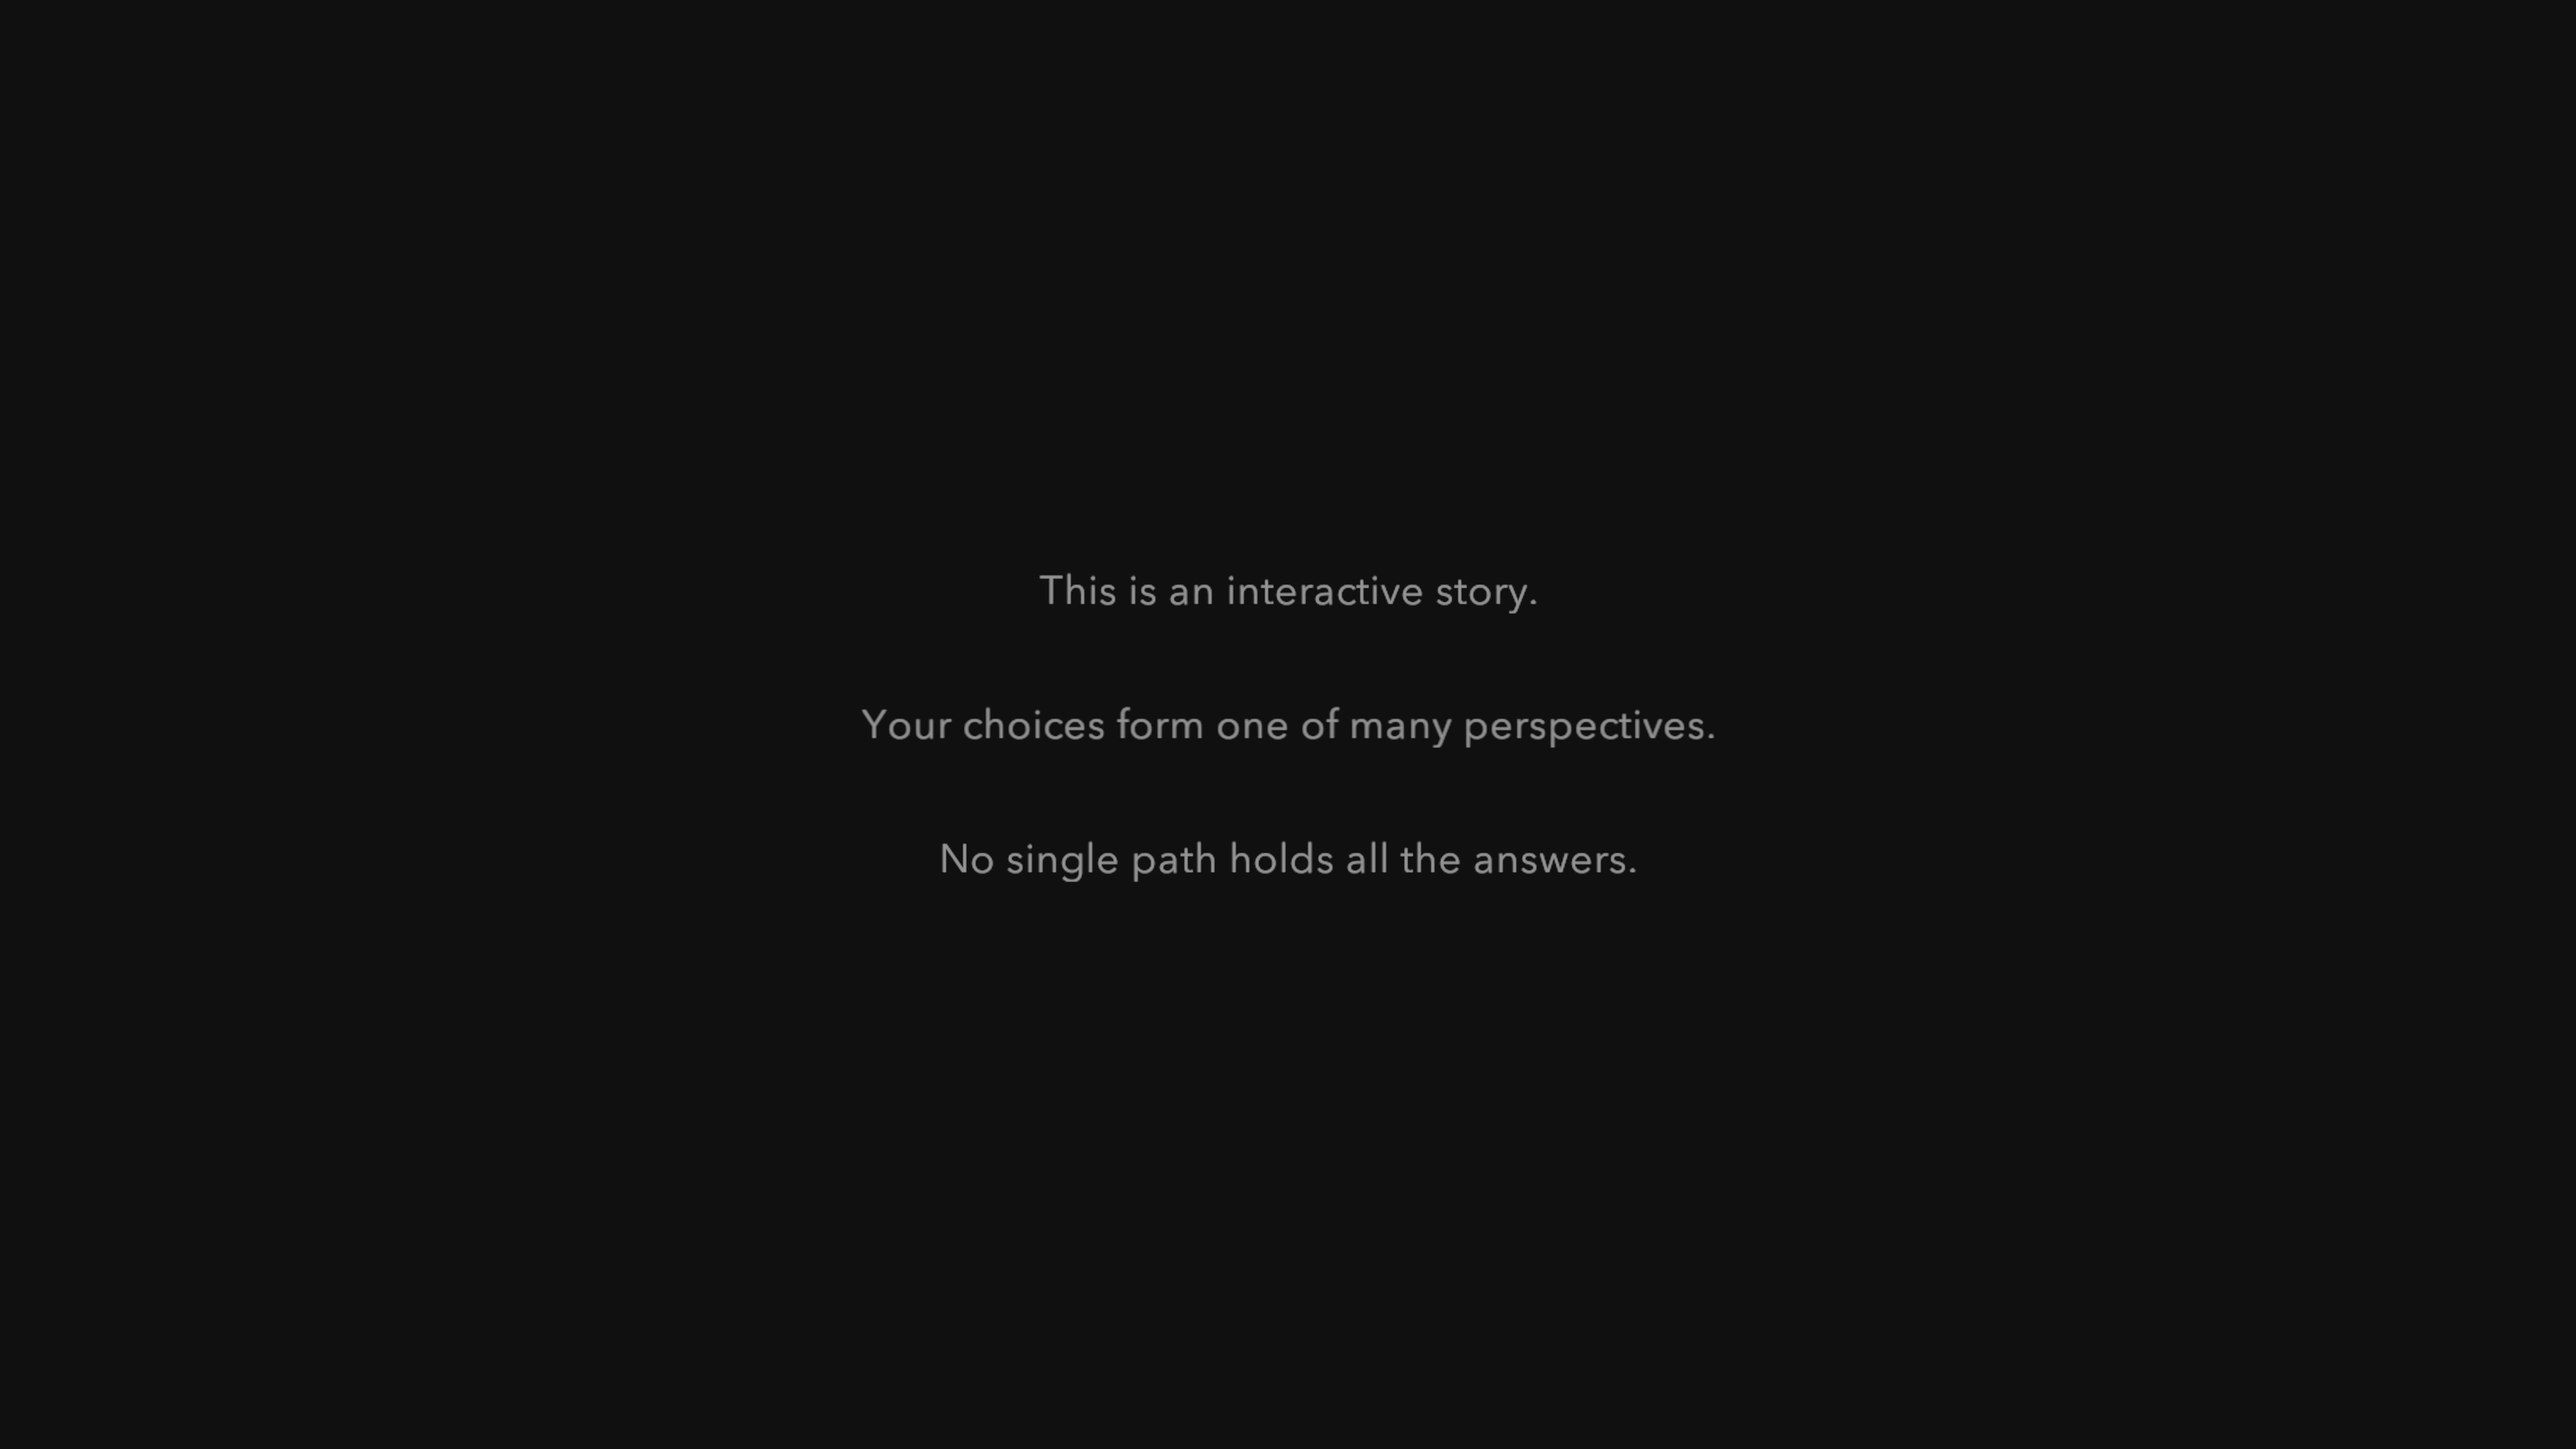 This is an interactive story.
Your choices form one of many perspectives.
No single path holds all the answers.